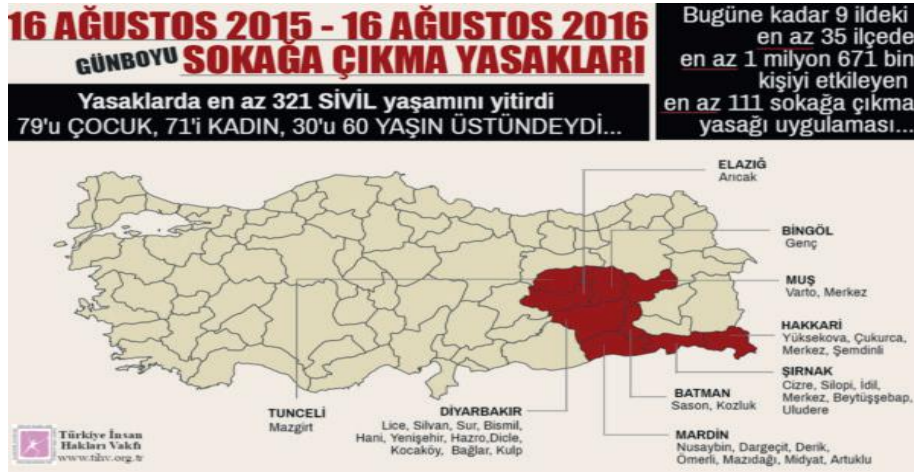 16 AĞUSTOS 2015 - 16 AĞUSTOS 2016
GÜNBOYU SOKAĞA ÇIKMA YASAKLARI
Yasaklarda en az 321 SİVİL yaşamını yitirdi
79'u ÇOCUK, 71'i KADIN, 30'u 60 YAŞIN ÜSTÜNDEYDİ...
Bugüne kadar 9 ildeki
en az 35 ilçede
en az 1 milyon 671 bin
kişiyi etkileyen
en az 111 sokağa çıkma
yasağı uygulaması...
ELAZIĞ
Arıcak
BİNGÖL
Genç
MUŞ
Varto, Merkez
HAKKARİ
Yüksekova, Çukurca,
Merkez, Şemdinli
ŞIRNAK
Cizre, Silopi, İdil,
Merkez, Beytüşşebap,
Uludere
BATMAN
Sason, Kozluk
MARDİN
Nusaybin, Dargeçit, Derik,
Ömerli, Mazıdağı, Midyat, Artuklu
DİYARBAKIR
Lice, Silvan, Sur, Bismil,
Hani, Yenişehir, Hazro,Dicle,
Kocaköy, Bağlar, Kulp
TUNCELİ
Mazgirt
Türkiye İnsan
Hakları Vakfı
www.tihv.org.tr